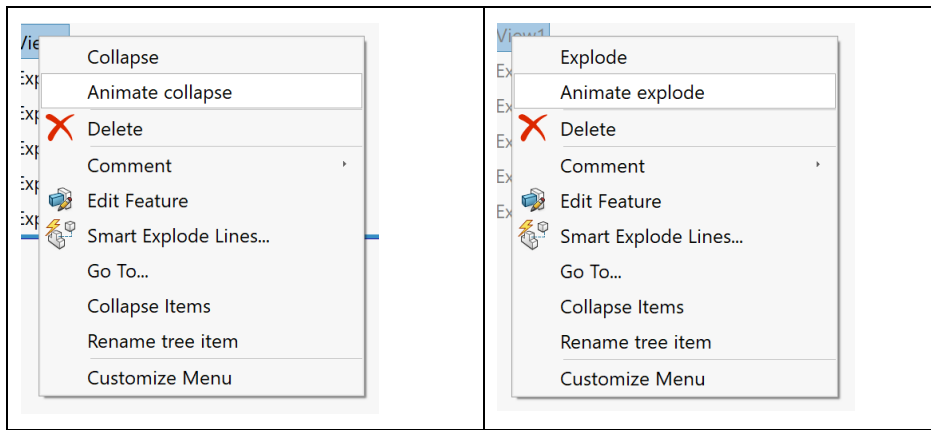 Collapse
Animate collapse
Delete
Comment
Edit Feature
Smart Explode Lines...
Go To...
Collapse Items
Rename tree item
Customize Menu
View1
Explode
Animate explode
Delete
Comment
Edit Feature
Smart Explode Lines...
Go To...
Collapse Items
Rename tree item
Customize Menu